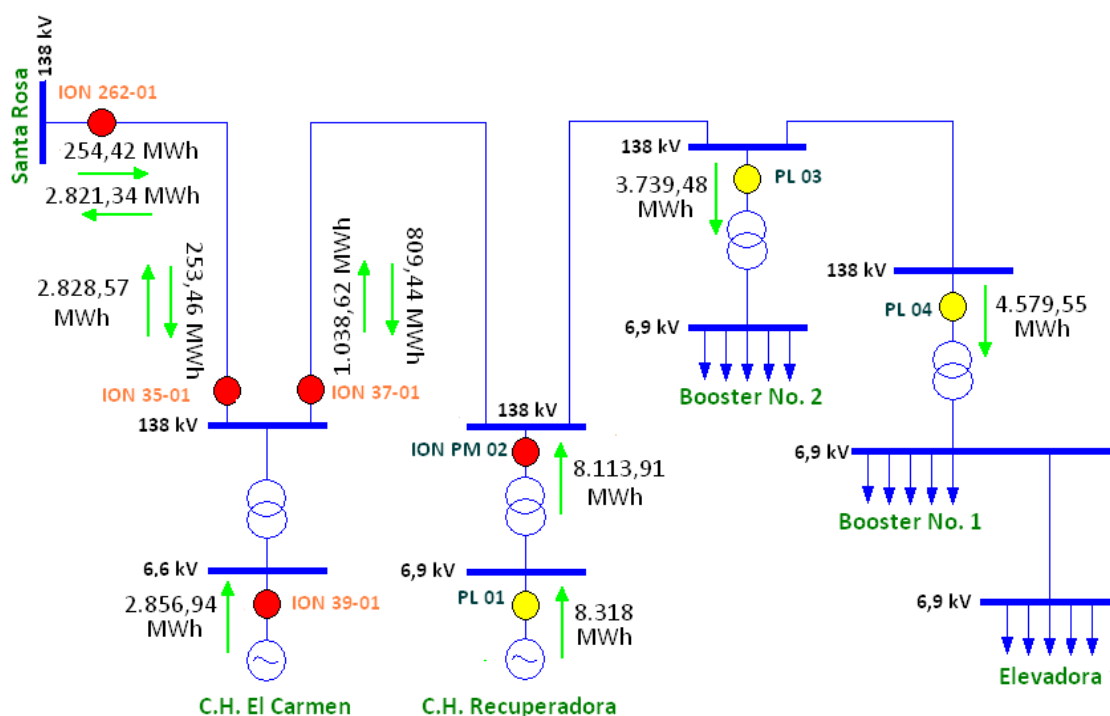 138 kV
Santa Rosa
ION 262-01
254,42 MWh
2.821,34 MWh
2.828,57
MWh
253,46 MWh
1.038,62 MWh
809,44 MWh
ION 35-01
ION 37-01
138 kV
6,6 kV
2.856,94
MWh
ION 39-01
C.H. El Carmen
138 kV
ION PM 02
8.113,91
MWh
6,9 kV
PL 01
8.318
MWh
C.H. Recuperadora
138 kV
PL 03
3.739,48
MWh
6,9 kV
Booster No. 2
138 kV
PL 04
4.579,55
MWh
6,9 kV
Booster No. 1
6,9 kV
Elevadora